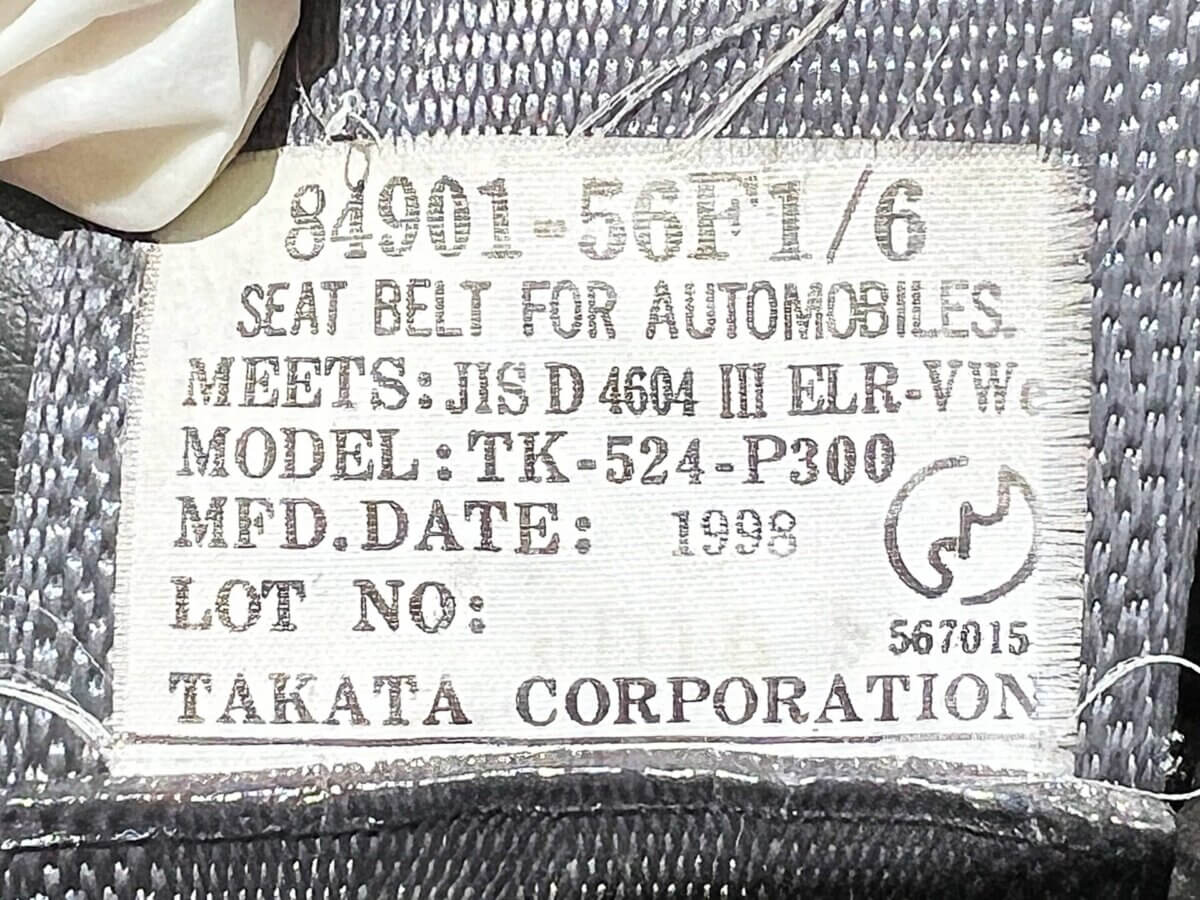 84901-56F1/6
SEAT BELT FOR AUTOMOBILES.
MEETS: JIS D 4604 III ELR-VWc
MODEL: TK-524-P300
MFD.DATE: 1998
LOT NO:
567015
TAKATA CORPORATION